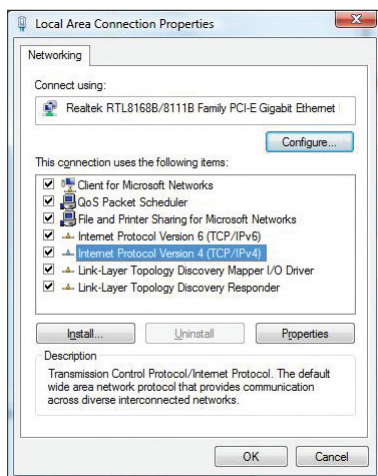 Local Area Connection Properties
Networking
Connect using:
Realtek RTL8168B/8111B Family PCI-E Gigabit Ethernet
Configure...
This connection uses the following items:
Client for Microsoft Networks
QoS Packet Scheduler
File and Printer Sharing for Microsoft Networks
Internet Protocol Version 6 (TCP/IPv6)
Internet Protocol Version 4 (TCP/IPv4)
Link-Layer Topology Discovery Mapper I/O Driver
Link-Layer Topology Discovery Responder
Install... Uninstall Properties
Description
Transmission Control Protocol/Internet Protocol. The default
wide area network protocol that provides communication
across diverse interconnected networks.
OK Cancel